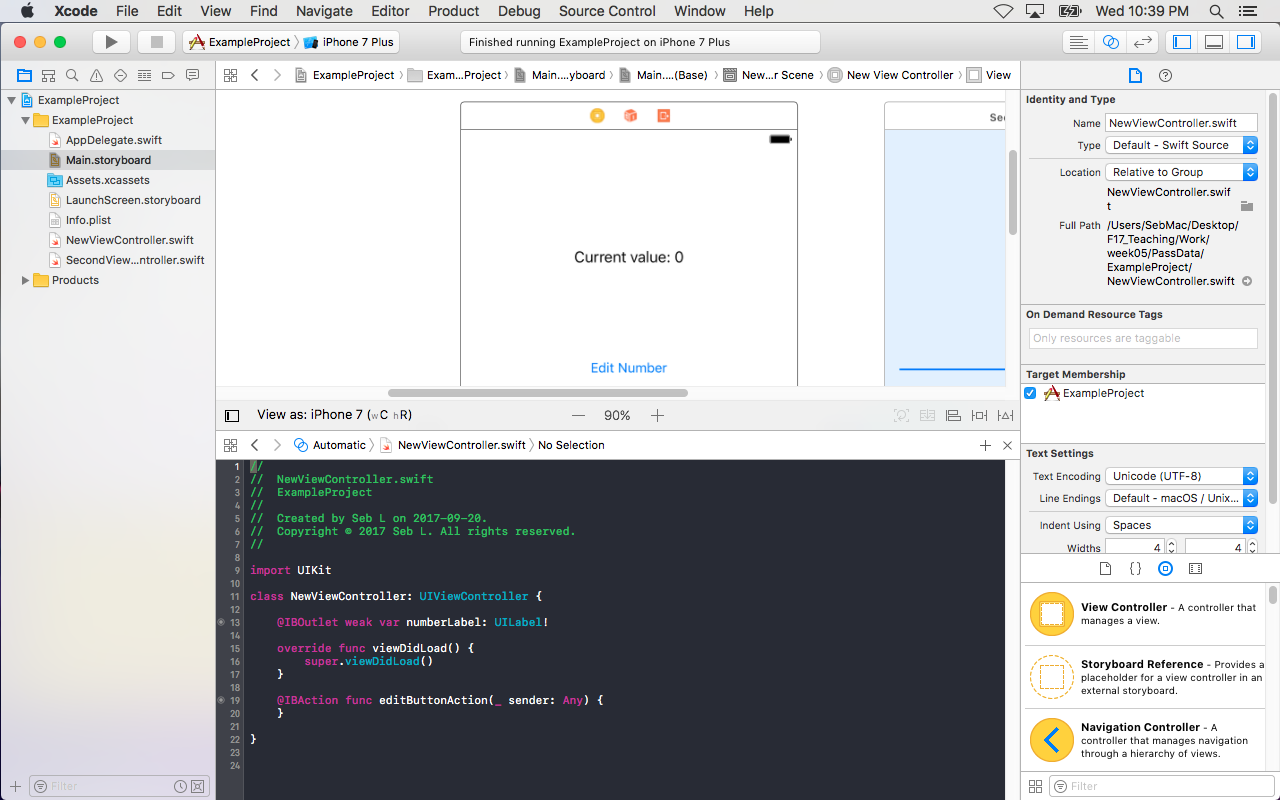 Xcode File Edit View Find Navigate Editor Product Debug Source Control Window Help Wed 10:39 PM
ExampleProject iPhone 7 Plus Finished running ExampleProject on iPhone 7 Plus
ExampleProject
ExampleProject
AppDelegate.swift
Main.storyboard
Assets.xcassets
LaunchScreen.storyboard
Info.plist
NewViewController.swift
SecondView...ntroller.swift
Products
Filter
ExampleProject Exam...Project Main....yboard Main....(Base) New...r Scene New View Controller View
Sec
Current value: 0
Edit Number
View as: iPhone 7 (wC hR) 90%
Automatic NewViewController.swift No Selection
1 //
2 //  NewViewController.swift
3 //  ExampleProject
4 //
5 //  Created by Seb L on 2017-09-20.
6 //  Copyright © 2017 Seb L. All rights reserved.
7 //
8
9 import UIKit
10
11 class NewViewController: UIViewController {
12
13     @IBOutlet weak var numberLabel: UILabel!
14
15     override func viewDidLoad() {
16         super.viewDidLoad()
17     }
18
19     @IBAction func editButtonAction(_ sender: Any) {
20     }
21
22 }
23
24
Identity and Type
Name NewViewController.swift
Type Default - Swift Source
Location Relative to Group
NewViewController.swif
t
Full Path /Users/SebMac/Desktop/
F17_Teaching/Work/
week05/PassData/
ExampleProject/
NewViewController.swift
On Demand Resource Tags
Only resources are taggable
Target Membership
ExampleProject
Text Settings
Text Encoding Unicode (UTF-8)
Line Endings Default - macOS / Unix...
Indent Using Spaces
Widths 4 4
View Controller - A controller that
manages a view.
Storyboard Reference - Provides a
placeholder for a view controller in an
external storyboard.
Navigation Controller - A
controller that manages navigation
through a hierarchy of views.
Filter